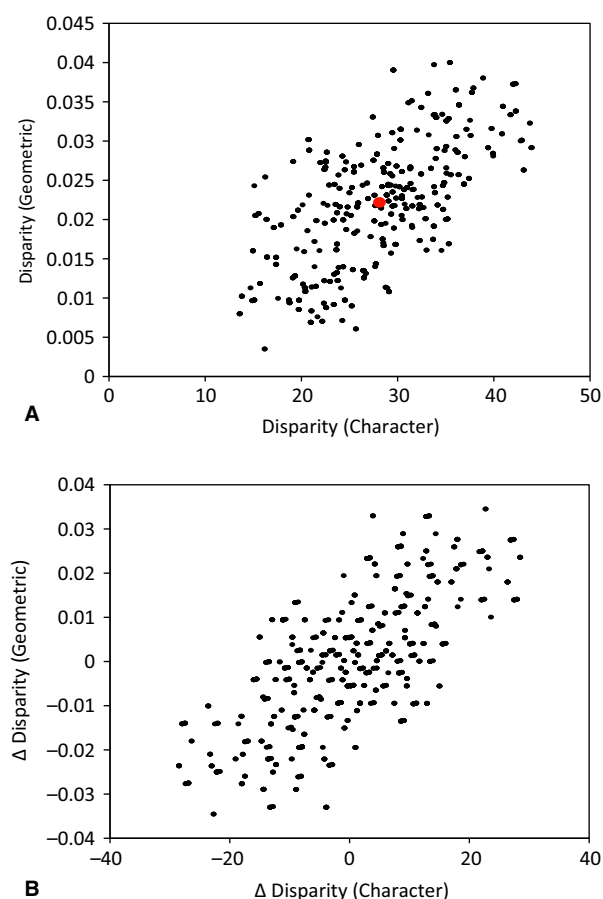 0.045
0.04
0.035
0.03
0.025
0.02
0.015
0.01
0.005
0
Disparity (Geometric)
0 10 20 30 40 50
Disparity (Character)
A
0.04
0.03
0.02
0.01
0
−0.01
−0.02
−0.03
−0.04
Δ Disparity (Geometric)
−40 −20 0 20 40
Δ Disparity (Character)
B